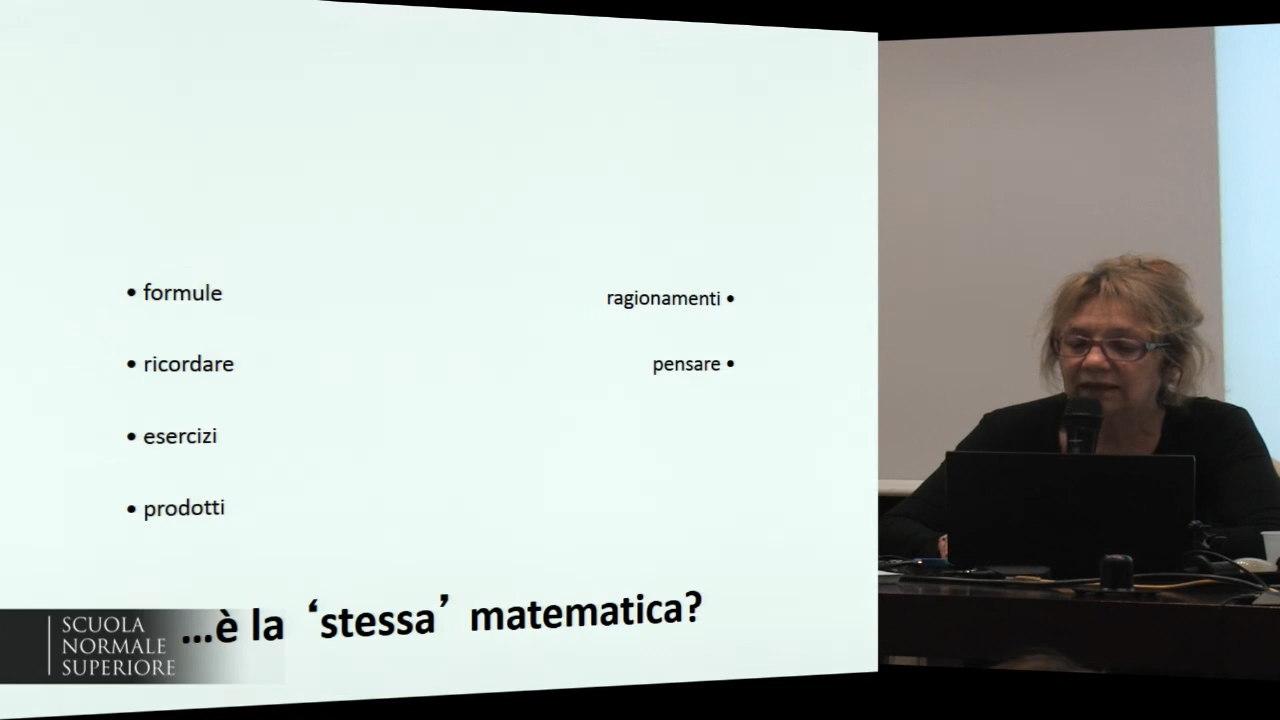 • formule
ragionamenti •
• ricordare
pensare •
• esercizi
• prodotti
...è la ‘stessa’ matematica?
SCUOLA
NORMALE
SUPERIORE